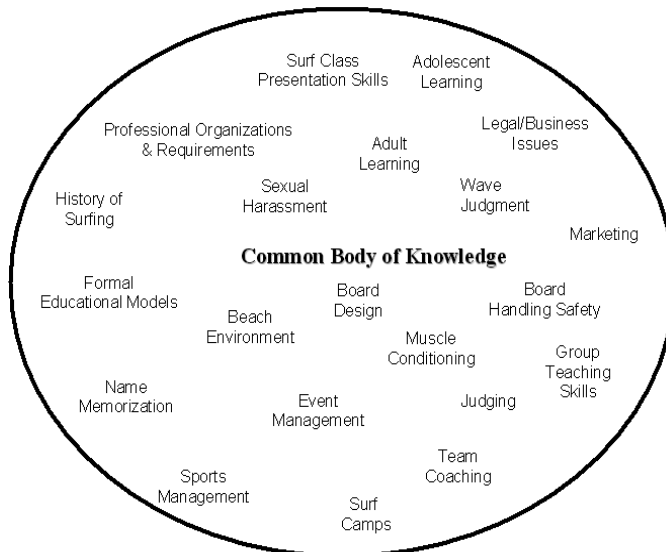 Surf Class
Presentation Skills
Adolescent
Learning
Professional Organizations
& Requirements
Legal/Business
Issues
Adult
Learning
History of
Surfing
Sexual
Harassment
Wave
Judgment
Marketing
Common Body of Knowledge
Formal
Educational Models
Board
Design
Board
Handling Safety
Beach
Environment
Muscle
Conditioning
Group
Teaching
Skills
Name
Memorization
Event
Management
Judging
Team
Coaching
Sports
Management
Surf
Camps